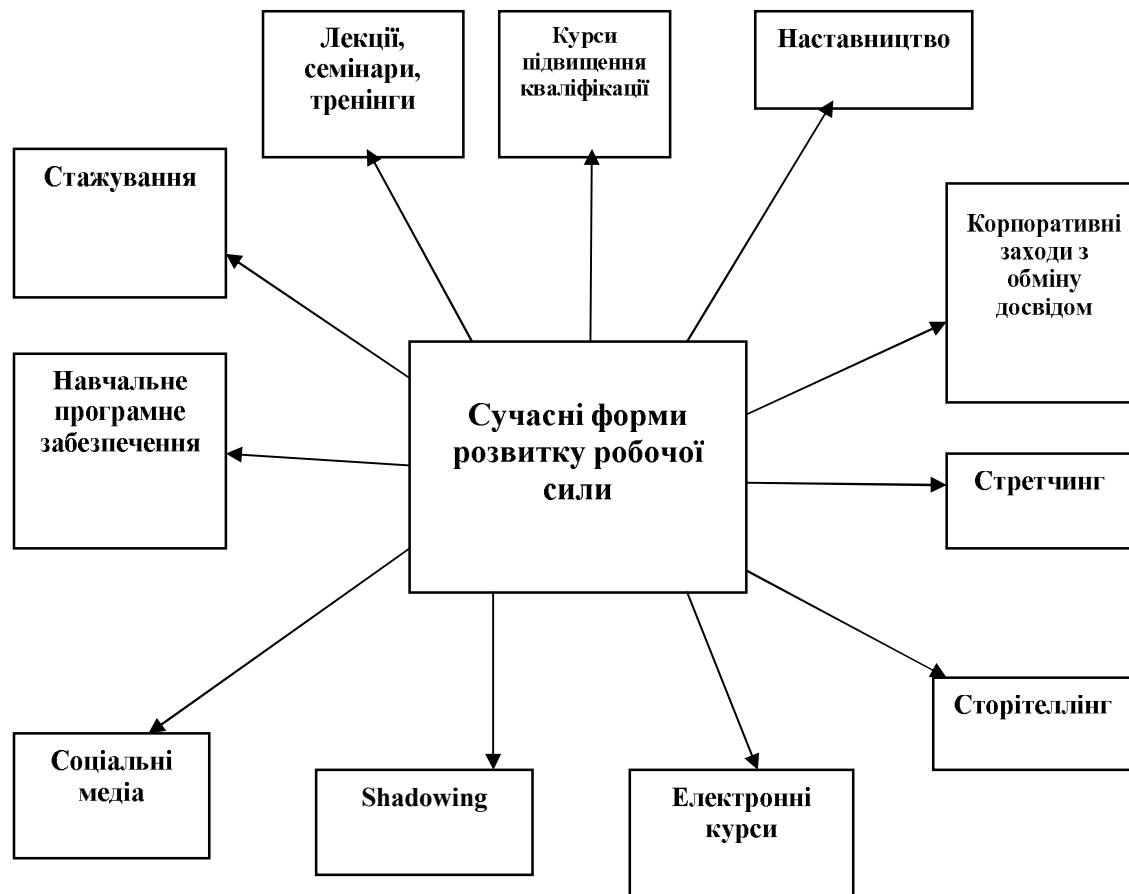 Лекції,
семінари,
тренінги
Курси
підвищення
кваліфікації
Наставництво
Стажування
Корпоративні
заходи з
обміну
досвідом
Навчальне
програмне
забезпечення
Сучасні форми
розвитку робочої
сили
Стретчинг
Сторітеллінг
Соціальні
медіа
Shadowing
Електронні
курси